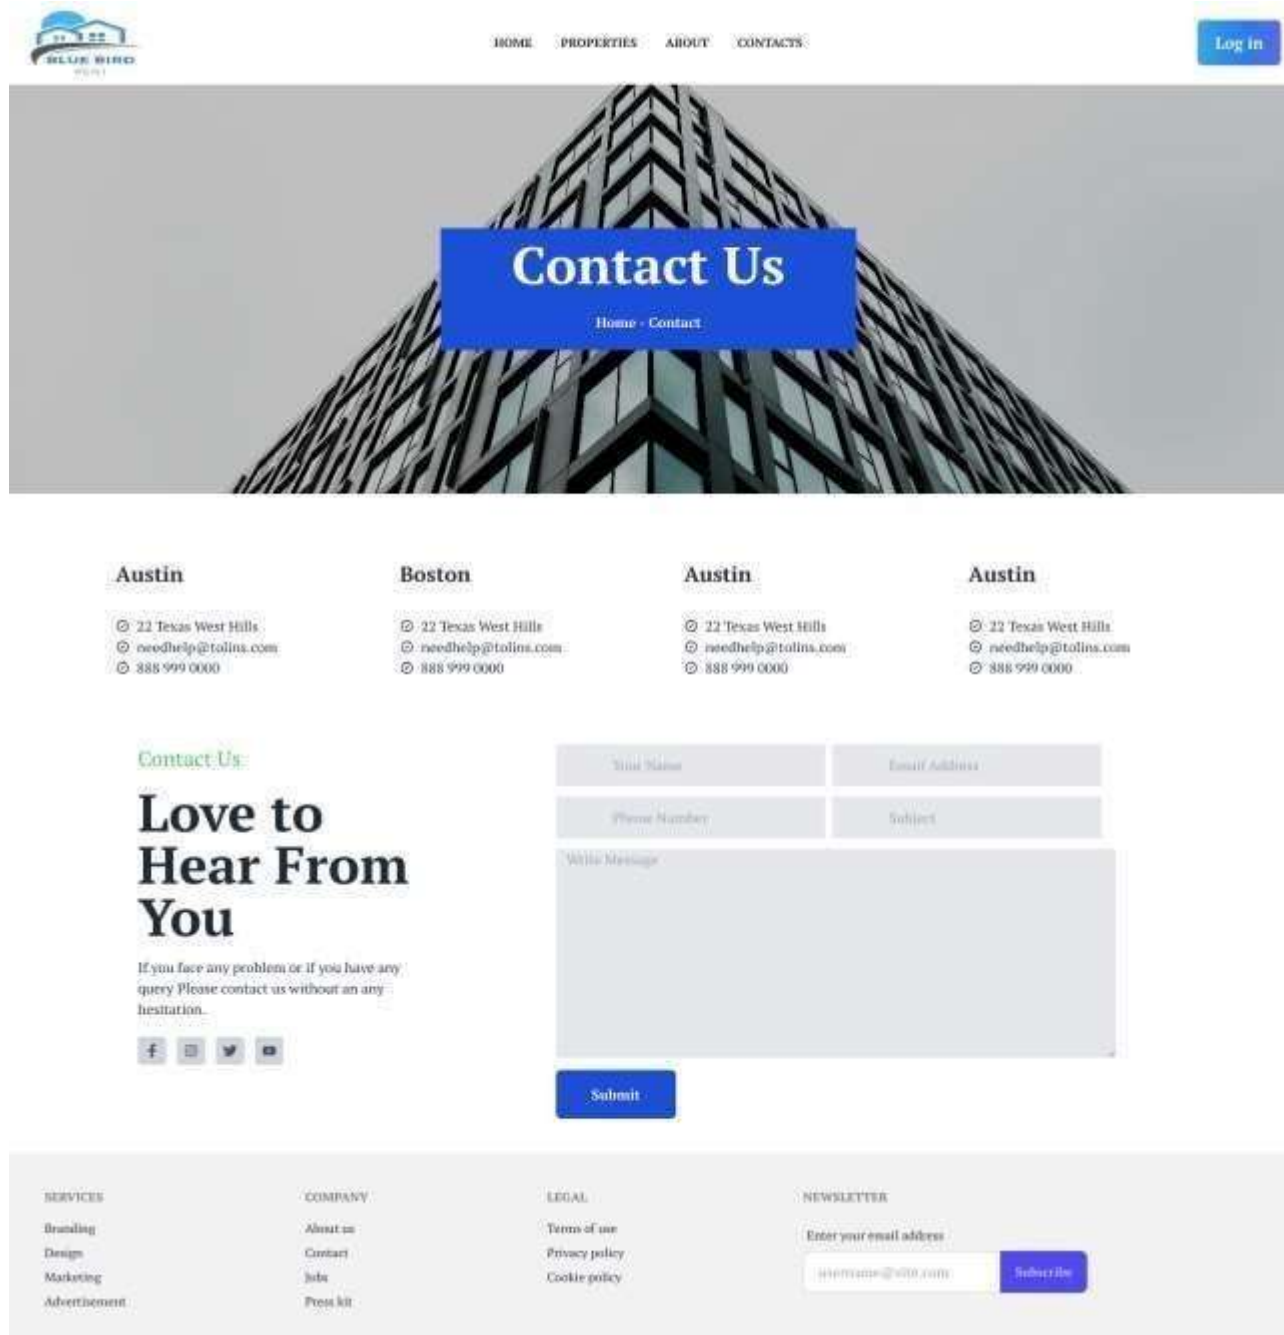 BLUE BIRD
HOME PROPERTIES ABOUT CONTACTS
Log in
Contact Us
Home - Contact
Austin
22 Texas West Hills
needhelp@tolins.com
888 999 0000
Boston
22 Texas West Hills
needhelp@tolins.com
888 999 0000
Austin
22 Texas West Hills
needhelp@tolins.com
888 999 0000
Austin
22 Texas West Hills
needhelp@tolins.com
888 999 0000
Contact Us
Love to
Hear From
You
If you face any problem or if you have any
query Please contact us without an any
hesitation.
Your Name
Email Address
Phone Number
Subject
Write Message
Submit
SERVICES
Branding
Design
Marketing
Advertisement
COMPANY
About us
Contact
Jobs
Press kit
LEGAL
Terms of use
Privacy policy
Cookie policy
NEWSLETTER
Enter your email address
username@site.com
Subscribe